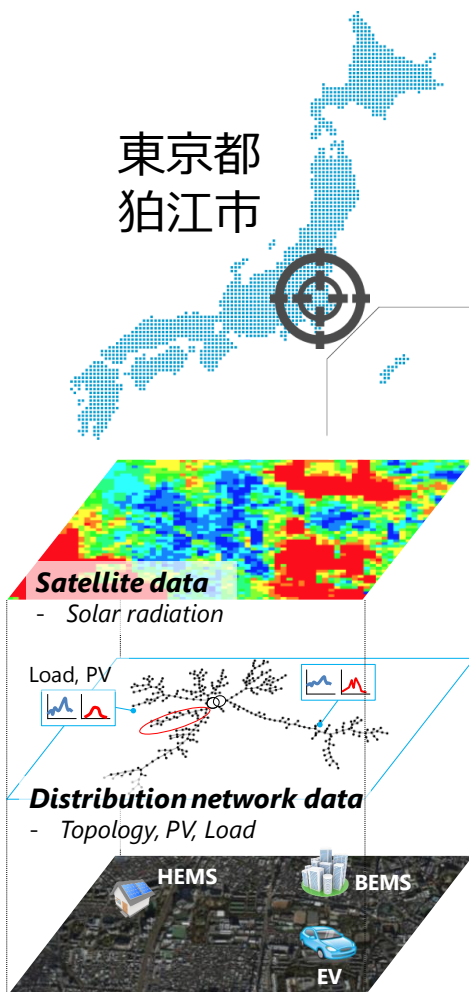 東京都
狛江市
Satellite data
- Solar radiation
Load, PV
Distribution network data
- Topology, PV, Load
HEMS
BEMS
EV